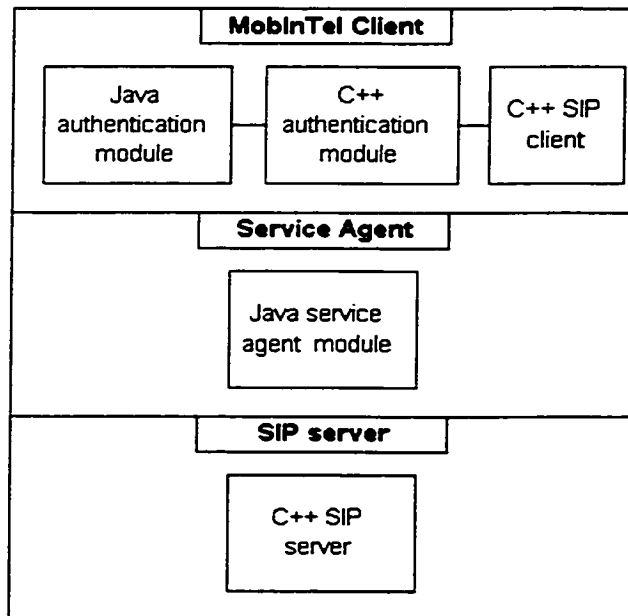 MobInTel Client
Java
authentication
module
C++
authentication
module
C++ SIP
client
Service Agent
Java service
agent module
SIP server
C++ SIP
server